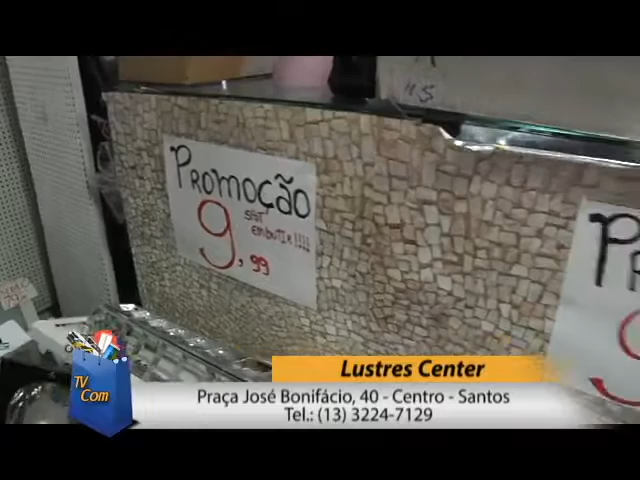 PROMOÇÃO
9,99
Lustres Center
Praça José Bonifácio, 40 - Centro - Santos
Tel.: (13) 3224-7129
TV
Com